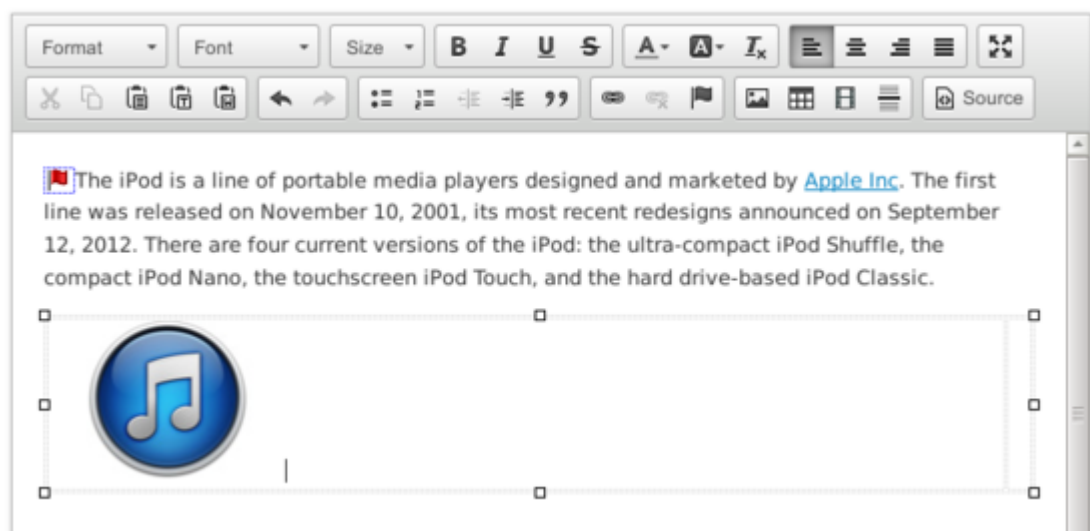 Format Font Size B I U S A A Ix
Source
The iPod is a line of portable media players designed and marketed by Apple Inc. The first
line was released on November 10, 2001, its most recent redesigns announced on September
12, 2012. There are four current versions of the iPod: the ultra-compact iPod Shuffle, the
compact iPod Nano, the touchscreen iPod Touch, and the hard drive-based iPod Classic.